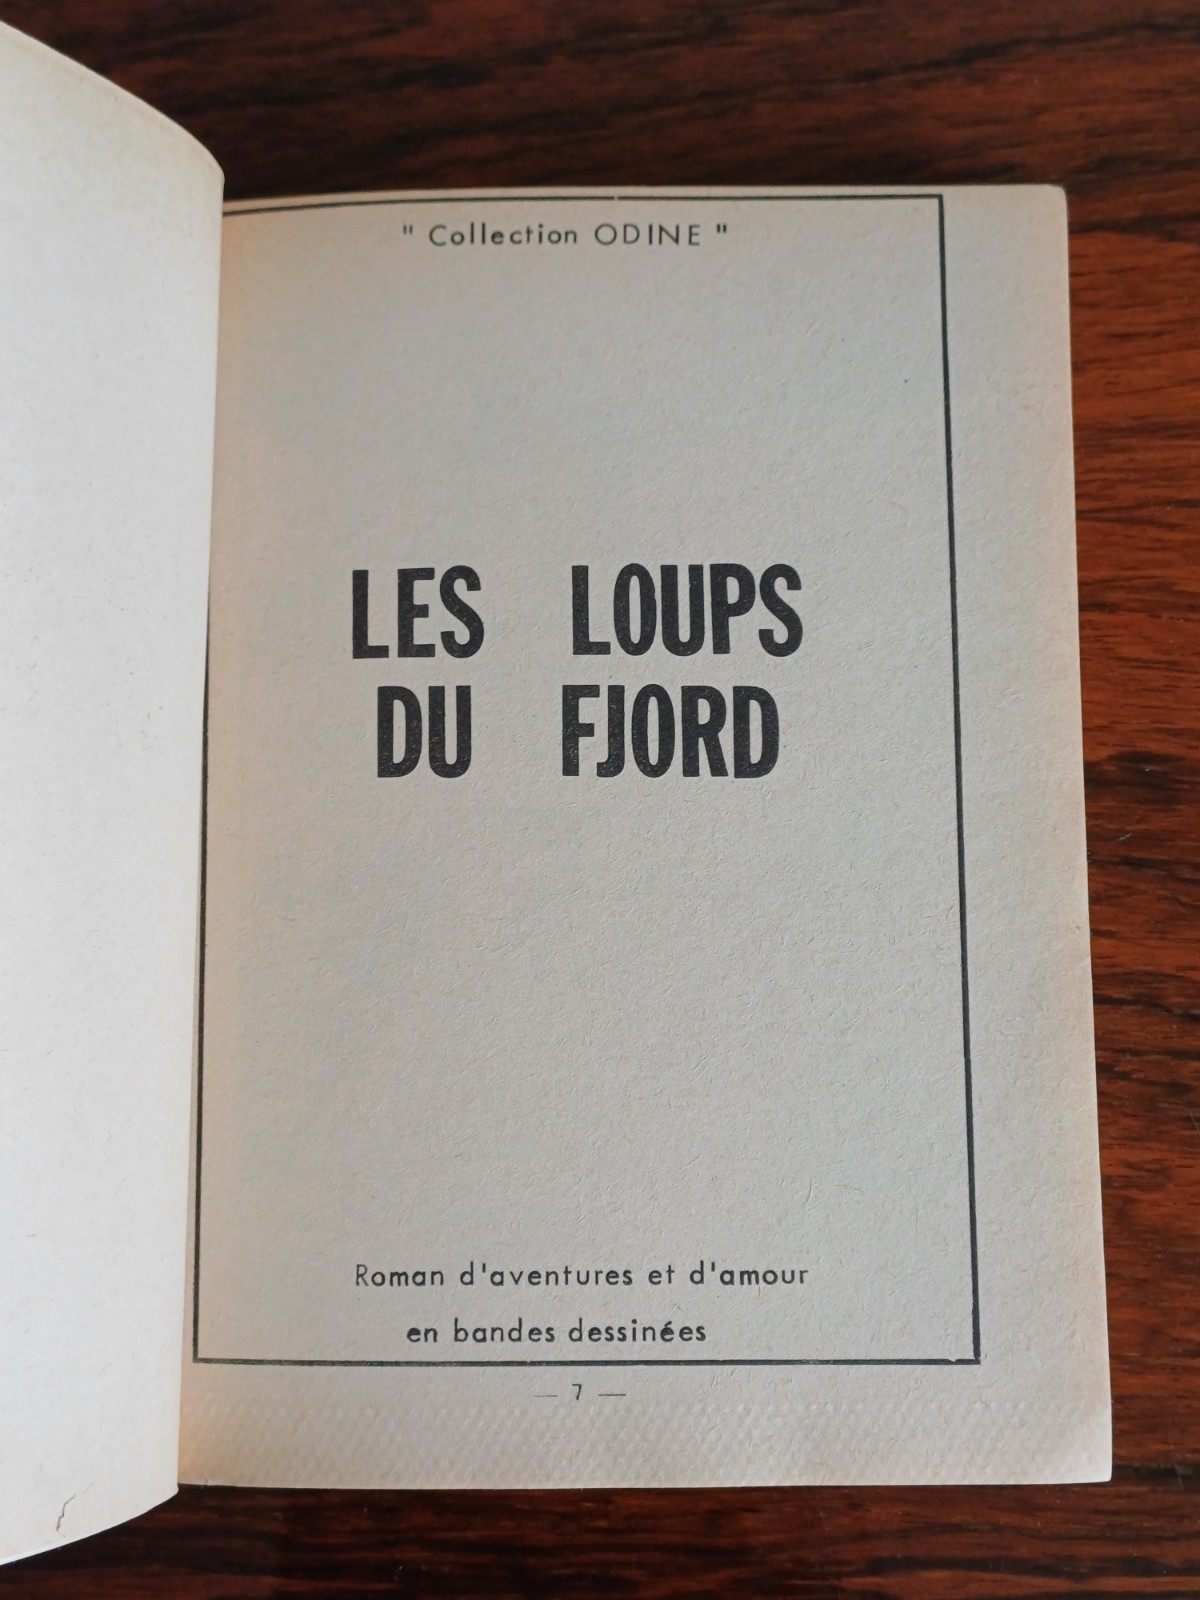 " Collection ODINE "
LES LOUPS
DU FJORD
Roman d'aventures et d'amour
en bandes dessinées
— 7 —